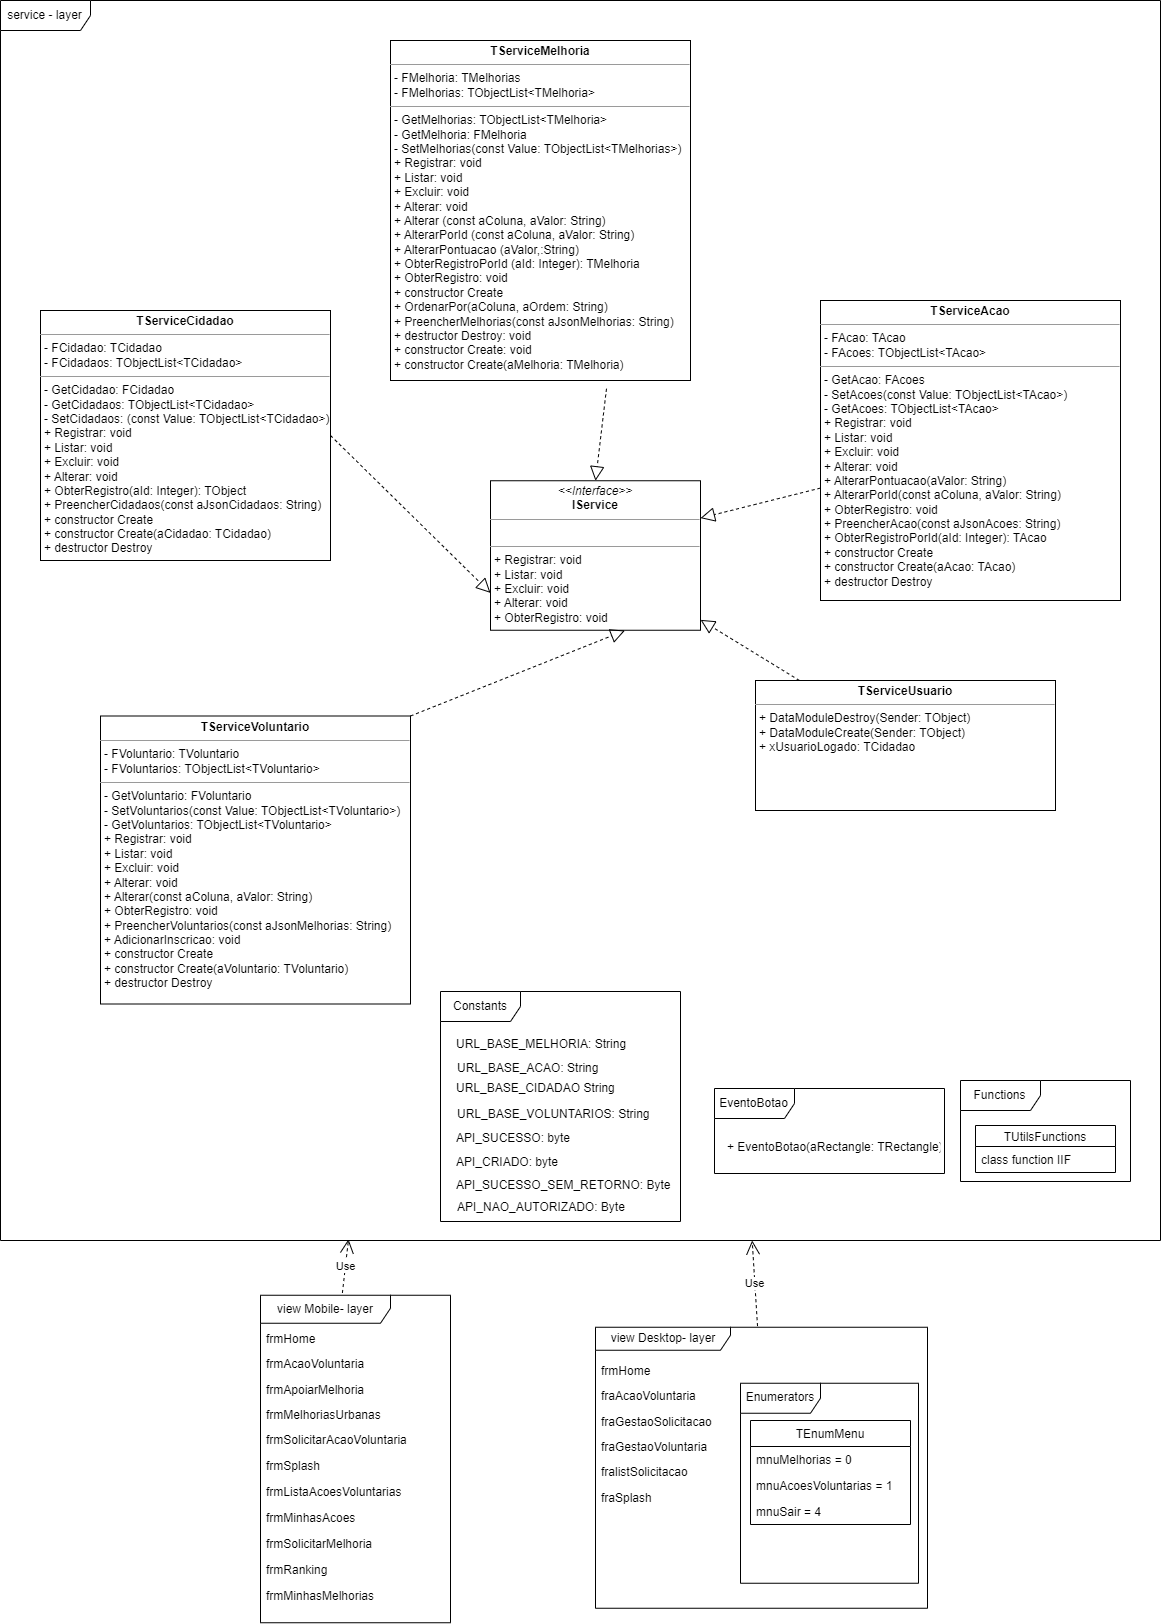 service - layer
TServiceMelhoria
- FMelhoria: TMelhorias
- FMelhorias: TObjectList<TMelhoria>
- GetMelhorias: TObjectList<TMelhoria>
- GetMelhoria: FMelhoria
- SetMelhorias(const Value: TObjectList<TMelhorias>)
+ Registrar: void
+ Listar: void
+ Excluir: void
+ Alterar: void
+ Alterar (const aColuna, aValor: String)
+ AlterarPorId (const aColuna, aValor: String)
+ AlterarPontuacao (aValor,:String)
+ ObterRegistroPorId (aId: Integer): TMelhoria
+ ObterRegistro: void
+ constructor Create
+ OrdenarPor(aColuna, aOrdem: String)
+ PreencherMelhorias(const aJsonMelhorias: String)
+ destructor Destroy: void
+ constructor Create: void
+ constructor Create(aMelhoria: TMelhoria)
TServiceCidadao
- FCidadao: TCidadao
- FCidadaos: TObjectList<TCidadao>
- GetCidadao: FCidadao
- GetCidadaos: TObjectList<TCidadao>
- SetCidadaos: (const Value: TObjectList<TCidadao>)
+ Registrar: void
+ Listar: void
+ Excluir: void
+ Alterar: void
+ ObterRegistro(aId: Integer): TObject
+ PreencherCidadaos(const aJsonCidadaos: String)
+ constructor Create
+ constructor Create(aCidadao: TCidadao)
+ destructor Destroy
TServiceAcao
- FAcao: TAcao
- FAcoes: TObjectList<TAcao>
- GetAcao: FAcoes
- SetAcoes(const Value: TObjectList<TAcao>)
- GetAcoes: TObjectList<TAcao>
+ Registrar: void
+ Listar: void
+ Excluir: void
+ Alterar: void
+ AlterarPontuacao(aValor: String)
+ AlterarPorId(const aColuna, aValor: String)
+ ObterRegistro: void
+ PreencherAcao(const aJsonAcoes: String)
+ ObterRegistroPorId(aId: Integer): TAcao
+ constructor Create
+ constructor Create(aAcao: TAcao)
+ destructor Destroy
<<Interface>>
IService
+ Registrar: void
+ Listar: void
+ Excluir: void
+ Alterar: void
+ ObterRegistro: void
TServiceUsuario
+ DataModuleDestroy(Sender: TObject)
+ DataModuleCreate(Sender: TObject)
+ xUsuarioLogado: TCidadao
TServiceVoluntario
- FVoluntario: TVoluntario
- FVoluntarios: TObjectList<TVoluntario>
- GetVoluntario: FVoluntario
- SetVoluntarios(const Value: TObjectList<TVoluntario>)
- GetVoluntarios: TObjectList<TVoluntario>
+ Registrar: void
+ Listar: void
+ Excluir: void
+ Alterar: void
+ Alterar(const aColuna, aValor: String)
+ ObterRegistro: void
+ PreencherVoluntarios(const aJsonMelhorias: String)
+ AdicionarInscricao: void
+ constructor Create
+ constructor Create(aVoluntario: TVoluntario)
+ destructor Destroy
Constants
URL_BASE_MELHORIA: String
URL_BASE_ACAO: String
URL_BASE_CIDADAO String
URL_BASE_VOLUNTARIOS: String
API_SUCESSO: byte
API_CRIADO: byte
API_SUCESSO_SEM_RETORNO: Byte
API_NAO_AUTORIZADO: Byte
EventoBotao
+ EventoBotao(aRectangle: TRectangle)
Functions
TUtilsFunctions
class function IIF
Use
Use
view Mobile- layer
frmHome
frmAcaoVoluntaria
frmApoiarMelhoria
frmMelhoriasUrbanas
frmSolicitarAcaoVoluntaria
frmSplash
frmListaAcoesVoluntarias
frmMinhasAcoes
frmSolicitarMelhoria
frmRanking
frmMinhasMelhorias
view Desktop- layer
frmHome
fraAcaoVoluntaria
fraGestaoSolicitacao
fraGestaoVoluntaria
fralistSolicitacao
fraSplash
Enumerators
TEnumMenu
mnuMelhorias = 0
mnuAcoesVoluntarias = 1
mnuSair = 4